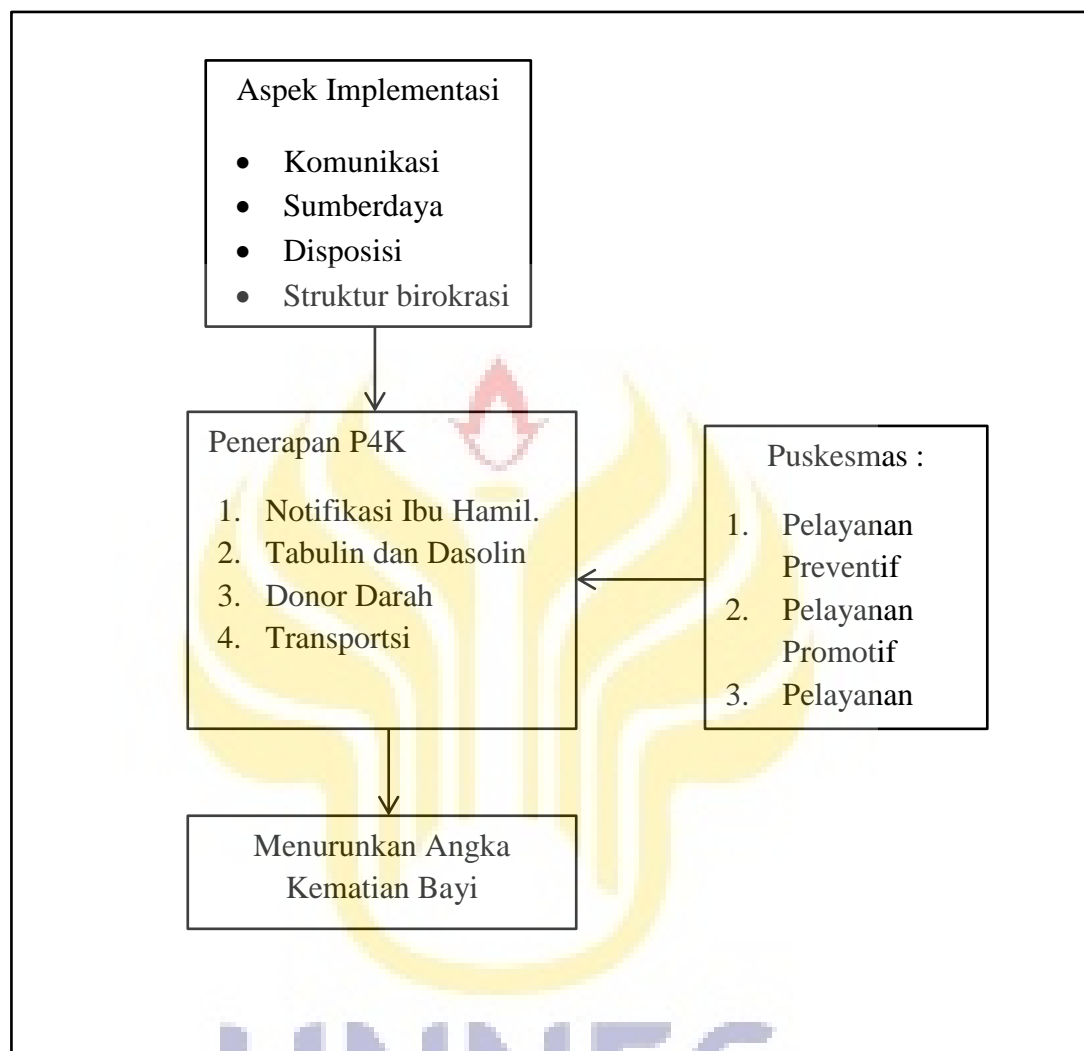 Aspek Implementasi
• Komunikasi
• Sumberdaya
• Disposisi
• Struktur birokrasi
Penerapan P4K
1. Notifikasi Ibu Hamil.
2. Tabulin dan Dasolin
3. Donor Darah
4. Transportsi
Puskesmas :
1. Pelayanan
Preventif
2. Pelayanan
Promotif
3. Pelayanan
Menurunkan Angka
Kematian Bayi